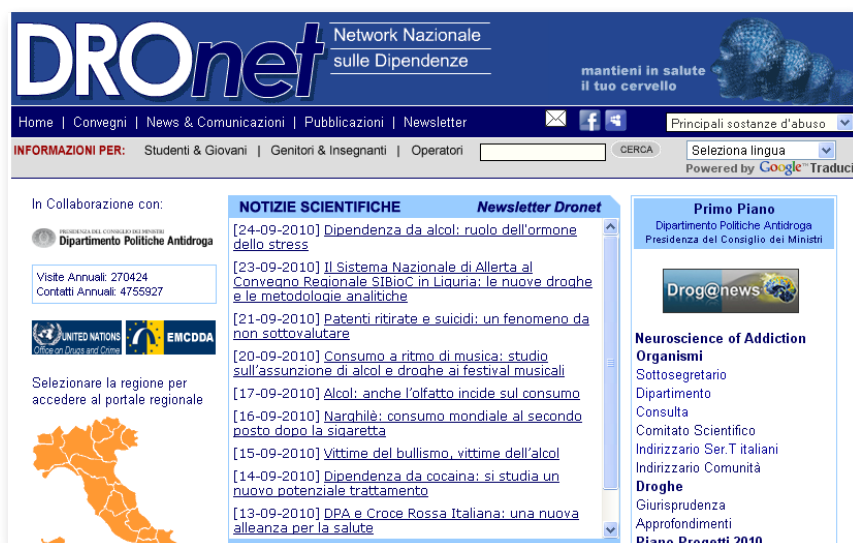 DROnet
Network Nazionale
sulle Dipendenze
mantieni in salute
il tuo cervello
Home | Convegni | News & Comunicazioni | Pubblicazioni | Newsletter
Principali sostanze d'abuso
INFORMAZIONI PER: Studenti & Giovani | Genitori & Insegnanti | Operatori
CERCA
Seleziona lingua
Powered by Google™ Traduci
In Collaborazione con:
PRESIDENZA DEL CONSIGLIO DEI MINISTRI
Dipartimento Politiche Antidroga
Visite Annuali: 270424
Contatti Annuali: 4755927
UNITED NATIONS
Office on Drugs and Crime
EMCDDA
Selezionare la regione per
accedere al portale regionale
NOTIZIE SCIENTIFICHE Newsletter Dronet
[24-09-2010] Dipendenza da alcol: ruolo dell'ormone
dello stress
[23-09-2010] Il Sistema Nazionale di Allerta al
Convegno Regionale SIBioC in Liguria: le nuove droghe
e le metodologie analitiche
[21-09-2010] Patenti ritirate e suicidi: un fenomeno da
non sottovalutare
[20-09-2010] Consumo a ritmo di musica: studio
sull'assunzione di alcol e droghe ai festival musicali
[17-09-2010] Alcol: anche l'olfatto incide sul consumo
[16-09-2010] Narghilè: consumo mondiale al secondo
posto dopo la sigaretta
[15-09-2010] Vittime del bullismo, vittime dell'alcol
[14-09-2010] Dipendenza da cocaina: si studia un
nuovo potenziale trattamento
[13-09-2010] DPA e Croce Rossa Italiana: una nuova
alleanza per la salute
Primo Piano
Dipartimento Politiche Antidroga
Presidenza del Consiglio dei Ministri
Drog@news
Neuroscience of Addiction
Organismi
Sottosegretario
Dipartimento
Consulta
Comitato Scientifico
Indirizzario Ser.T italiani
Indirizzario Comunità
Droghe
Giurisprudenza
Approfondimenti
Piano Progetti 2010